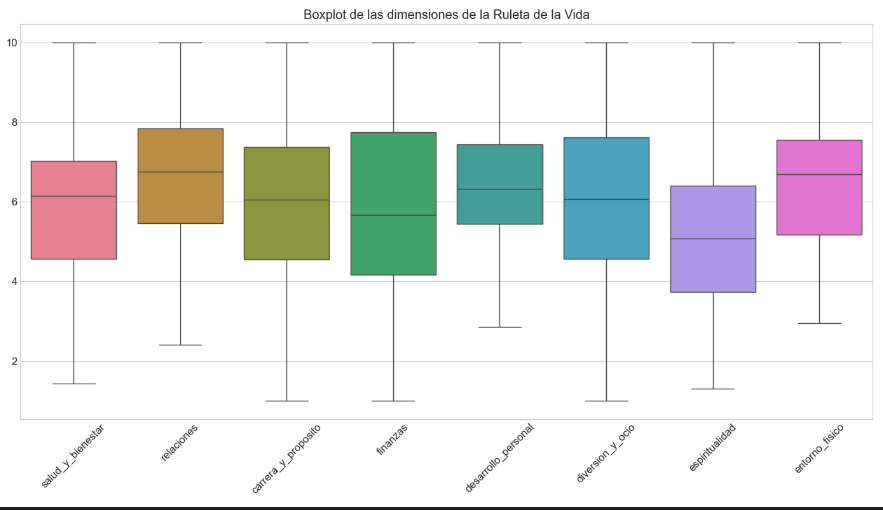 Boxplot de las dimensiones de la Ruleta de la Vida
10
8
6
4
2
salud_y_bienestar
relaciones
carrera_y_proposito
finanzas
desarrollo_personal
diversion_y_ocio
espiritualidad
entorno_fisico